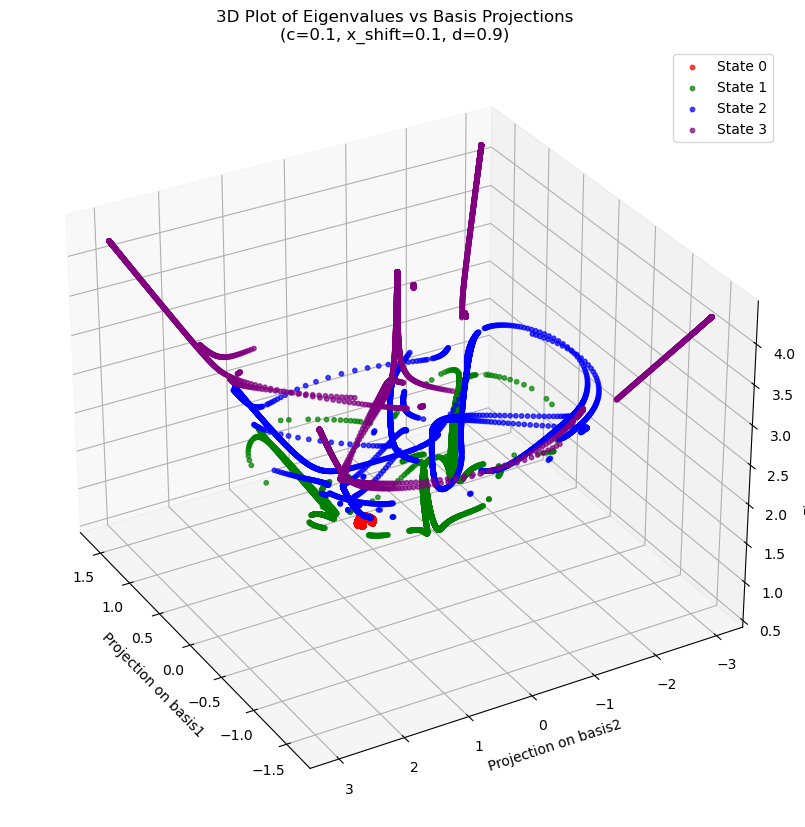 3D Plot of Eigenvalues vs Basis Projections
(c=0.1, x_shift=0.1, d=0.9)
State 0
State 1
State 2
State 3
4.0
3.5
3.0
2.5
2.0
1.5
1.0
0.5
1.5
1.0
0.5
0.0
−0.5
−1.0
−1.5
Projection on basis1
3
2
1
0
−1
−2
−3
Projection on basis2